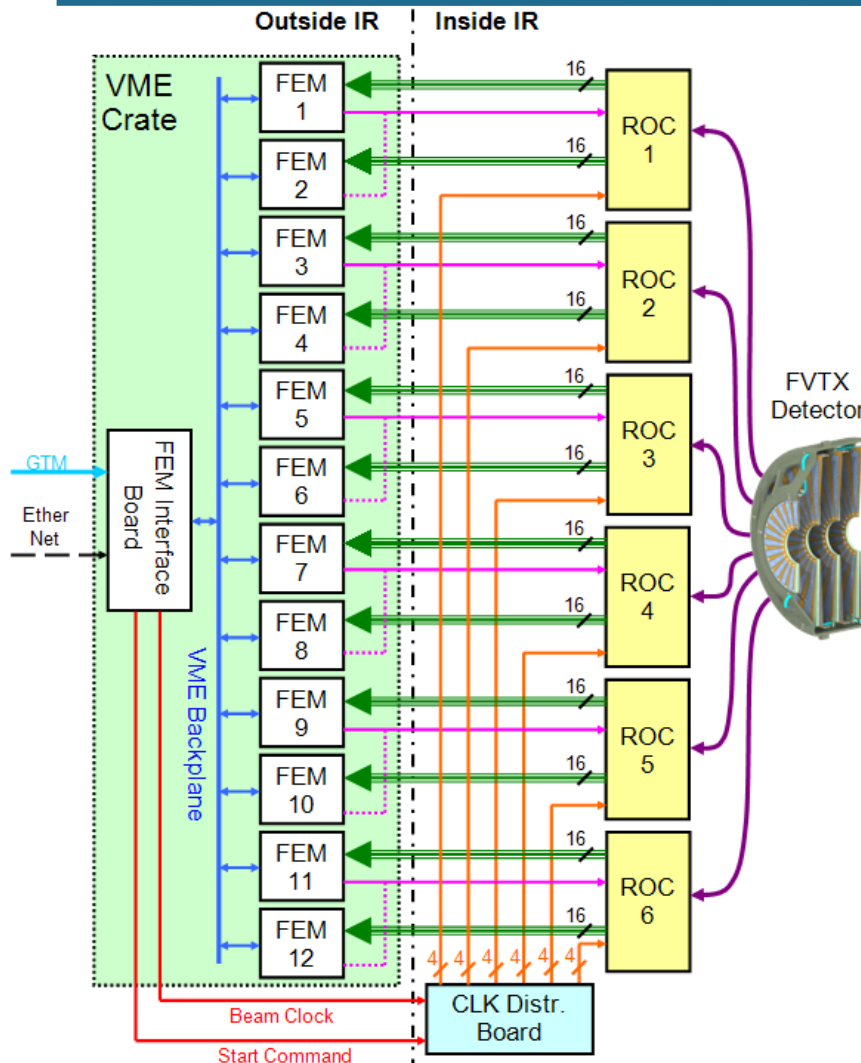 Outside IR
Inside IR
VME
Crate
FEM
1
FEM
2
FEM
3
FEM
4
FEM
5
FEM
6
FEM
7
FEM
8
FEM
9
FEM
10
FEM
11
FEM
12
16
16
16
16
16
16
16
16
16
16
16
16
ROC
1
ROC
2
ROC
3
ROC
4
ROC
5
ROC
6
FVTX
Detector
GTM
Ether
Net
FEM Interface
Board
VME Backplane
4
4
4
4
4
4
CLK Distr.
Board
Beam Clock
Start Command